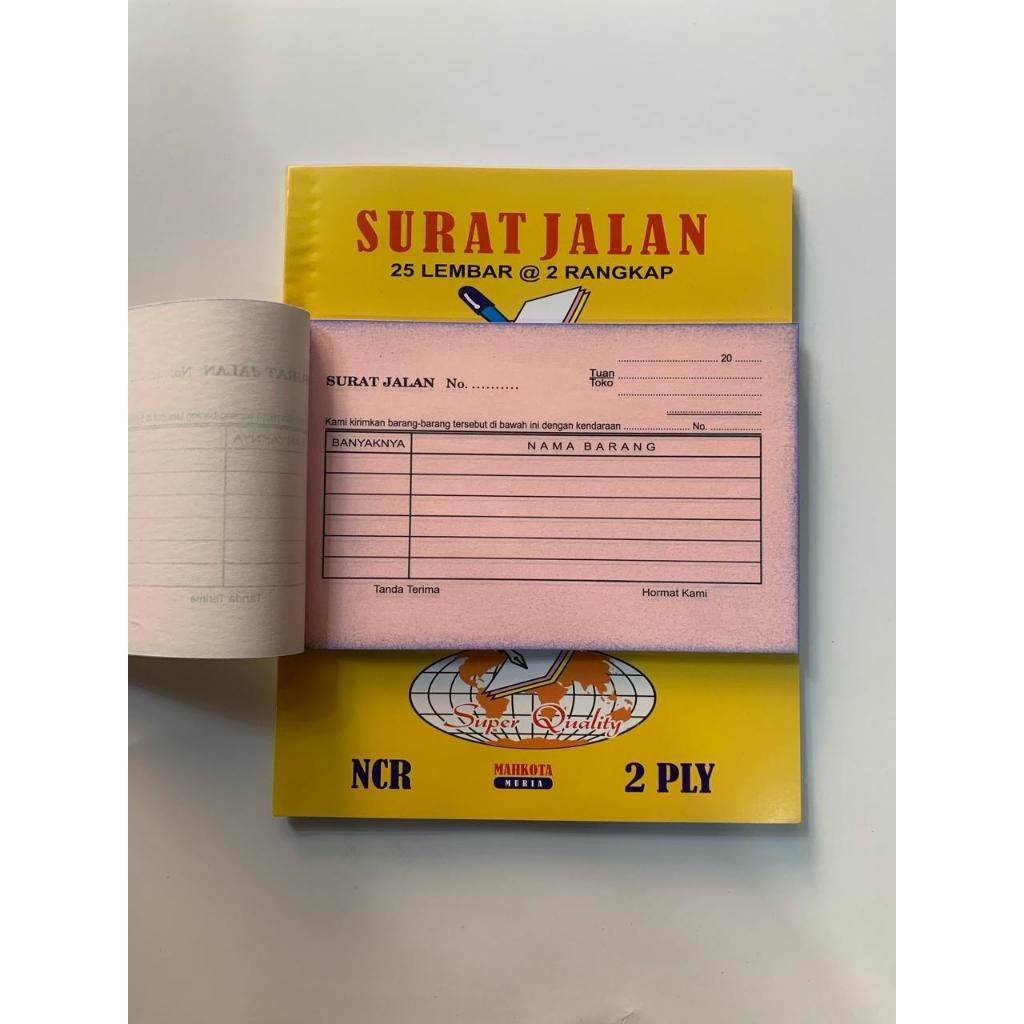 SURAT JALAN
25 LEMBAR @ 2 RANGKAP
.................................. 20 .........
SURAT JALAN No. ..........
Tuan
Toko
Kami kirimkan barang-barang tersebut di bawah ini dengan kendaraan ...................... No. .................
BANYAKNYA NAMA BARANG
Tanda Terima Hormat Kami
Super Quality
NCR MAHKOTA 2 PLY
MURIA